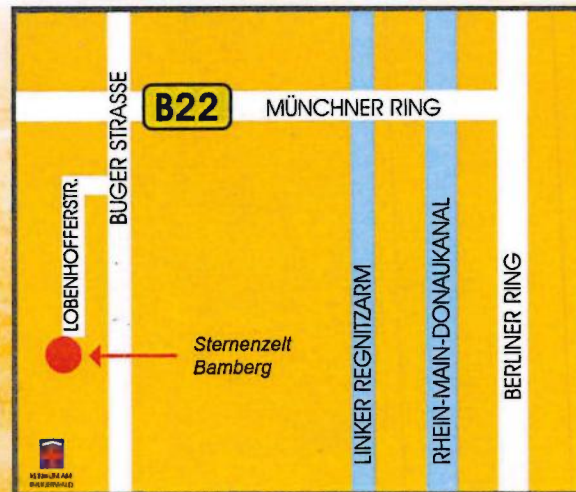 B22
MÜNCHNER RING
BUGER STRASSE
LOBENHOFFERSTR.
Sternenzelt
Bamberg
LINKER REGNITZARM
RHEIN-MAIN-DONAUKANAL
BERLINER RING